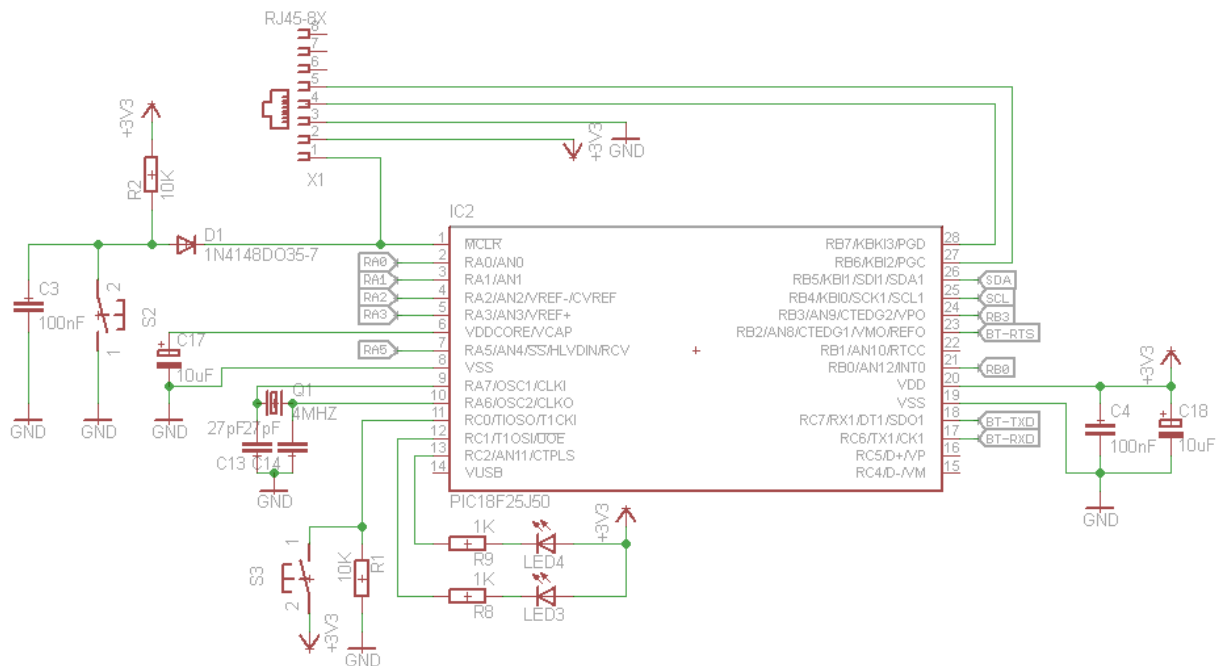 RJ45-8X
8
7
6
5
4
3
2
1
X1
+3V3
GND
+3V3
R2
10K
D1
1N4148DO35-7
C3
100nF
2
S2
1
GND
GND
C17
10uF
GND
RA0
RA1
RA2
RA3
RA5
Q1
4MHZ
27pF
27pF
C13
C14
GND
IC2
1 MCLR
2 RA0/AN0
3 RA1/AN1
4 RA2/AN2/VREF-/CVREF
5 RA3/AN3/VREF+
6 VDDCORE/VCAP
7 RA5/AN4/SS/HLVDIN/RCV
8 VSS
9 RA7/OSC1/CLKI
10 RA6/OSC2/CLKO
11 RC0/TIOSO/T1CKI
12 RC1/T1OSI/UOE
13 RC2/AN11/CTPLS
14 VUSB
RB7/KBKI3/PGD 28
RB6/KBI2/PGC 27
RB5/KBI1/SDI1/SDA1 26
RB4/KBI0/SCK1/SCL1 25
RB3/AN9/CTEDG2/VPO 24
RB2/AN8/CTEDG1/VMO/REFO 23
RB1/AN10/RTCC 22
RB0/AN12/INT0 21
VDD 20
VSS 19
RC7/RX1/DT1/SDO1 18
RC6/TX1/CK1 17
RC5/D+/VP 16
RC4/D-/VM 15
PIC18F25J50
SDA
SCL
RB3
BT-RTS
RB0
BT-TXD
BT-RXD
+3V3
C4
100nF
C18
10uF
GND
1
S3
2
+3V3
10K
R1
GND
1K
R9
LED4
1K
R8
LED3
+3V3